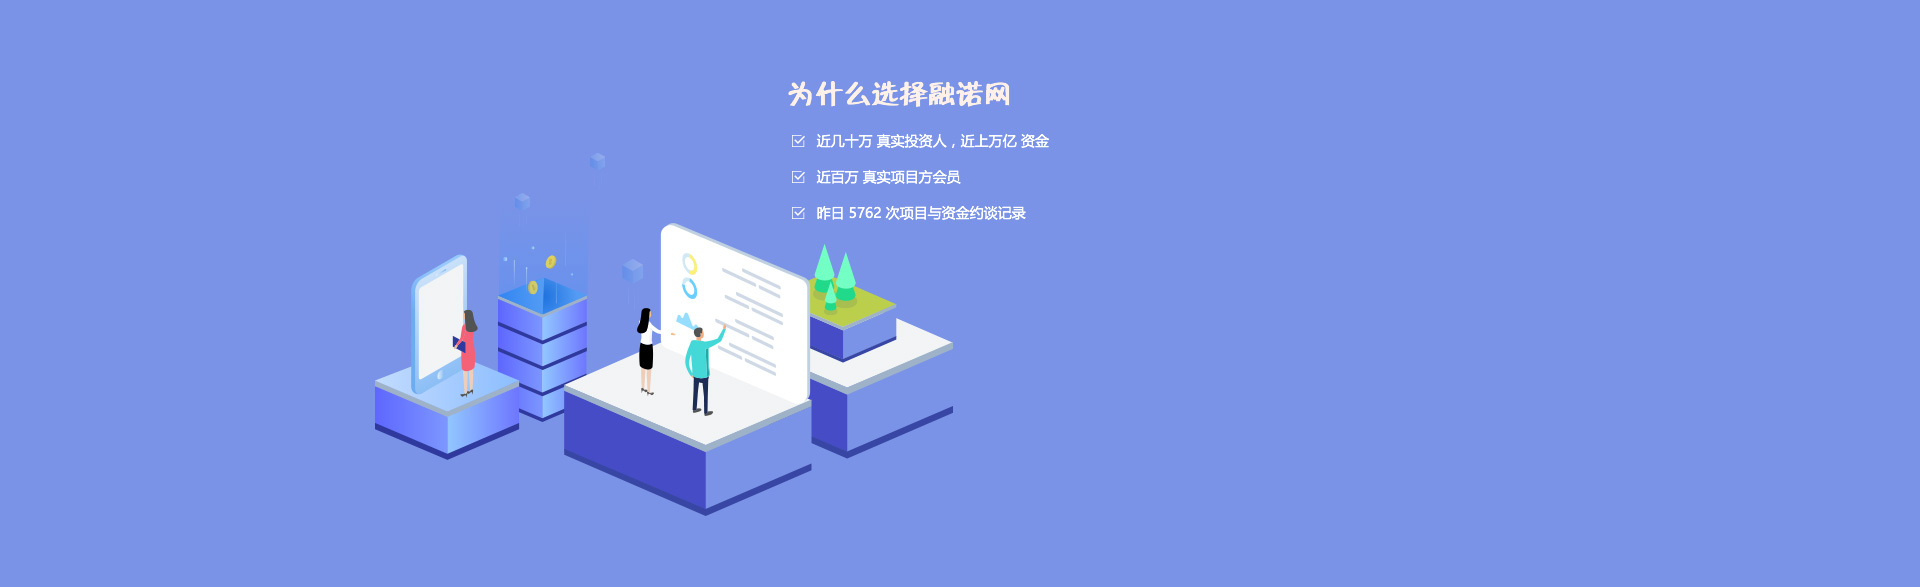 为什么选择融诺网
近几十万 真实投资人，近上万亿 资金
近百万 真实项目方会员
昨日 5762 次项目与资金约谈记录